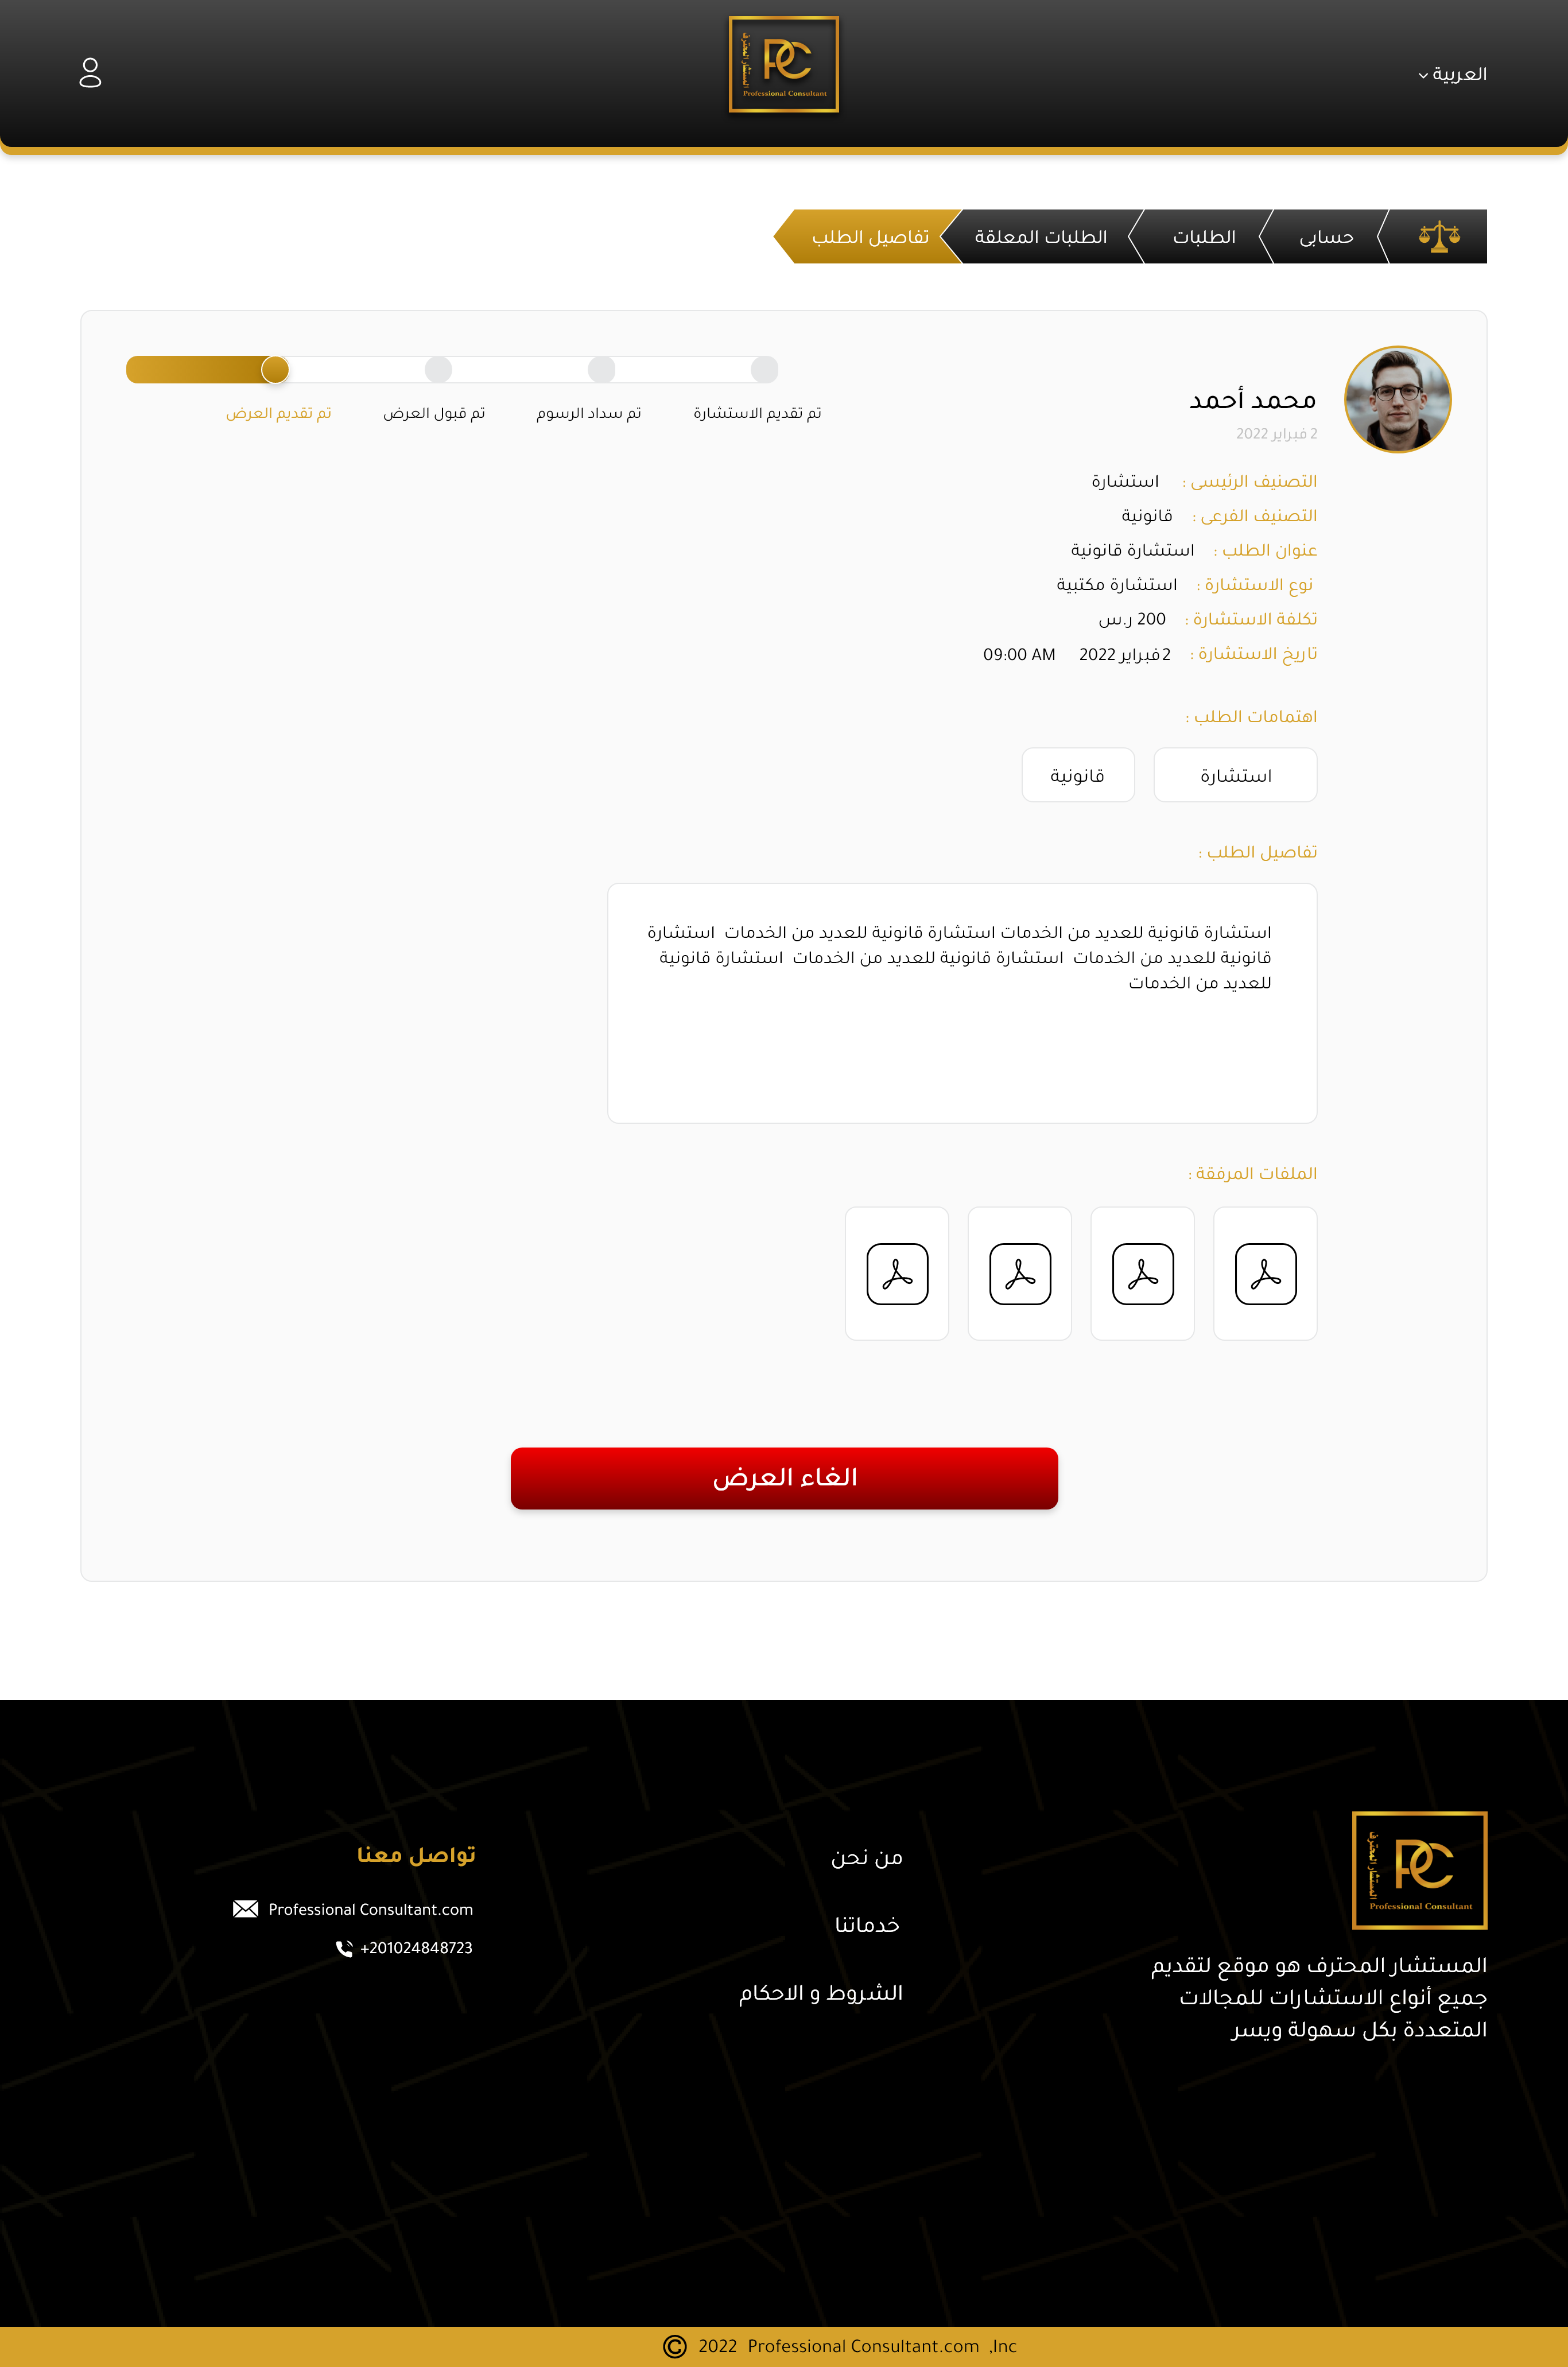 العربية
المستشار المحترف
PC
Professional Consultant
حسابى
الطلبات
الطلبات المعلقة
تفاصيل الطلب
محمد أحمد
2 فبراير 2022
تم تقديم الاستشارة
تم سداد الرسوم
تم قبول العرض
تم تقديم العرض
التصنيف الرئيسى : استشارة
التصنيف الفرعى : قانونية
عنوان الطلب : استشارة قانونية
نوع الاستشارة : استشارة مكتبية
تكلفة الاستشارة : 200 ر.س
تاريخ الاستشارة : 2فبراير 2022 09:00 AM
اهتمامات الطلب :
استشارة
قانونية
تفاصيل الطلب :
استشارة قانونية للعديد من الخدمات استشارة قانونية للعديد من الخدمات استشارة
قانونية للعديد من الخدمات استشارة قانونية للعديد من الخدمات استشارة قانونية
للعديد من الخدمات
الملفات المرفقة :
الغاء العرض
المستشار المحترف
PC
Professional Consultant
المستشار المحترف هو موقع لتقديم
جميع أنواع الاستشارات للمجالات
المتعددة بكل سهولة ويسر
من نحن
خدماتنا
الشروط و الاحكام
تواصل معنا
Professional Consultant.com
+201024848723
© 2022 Professional Consultant.com ,Inc